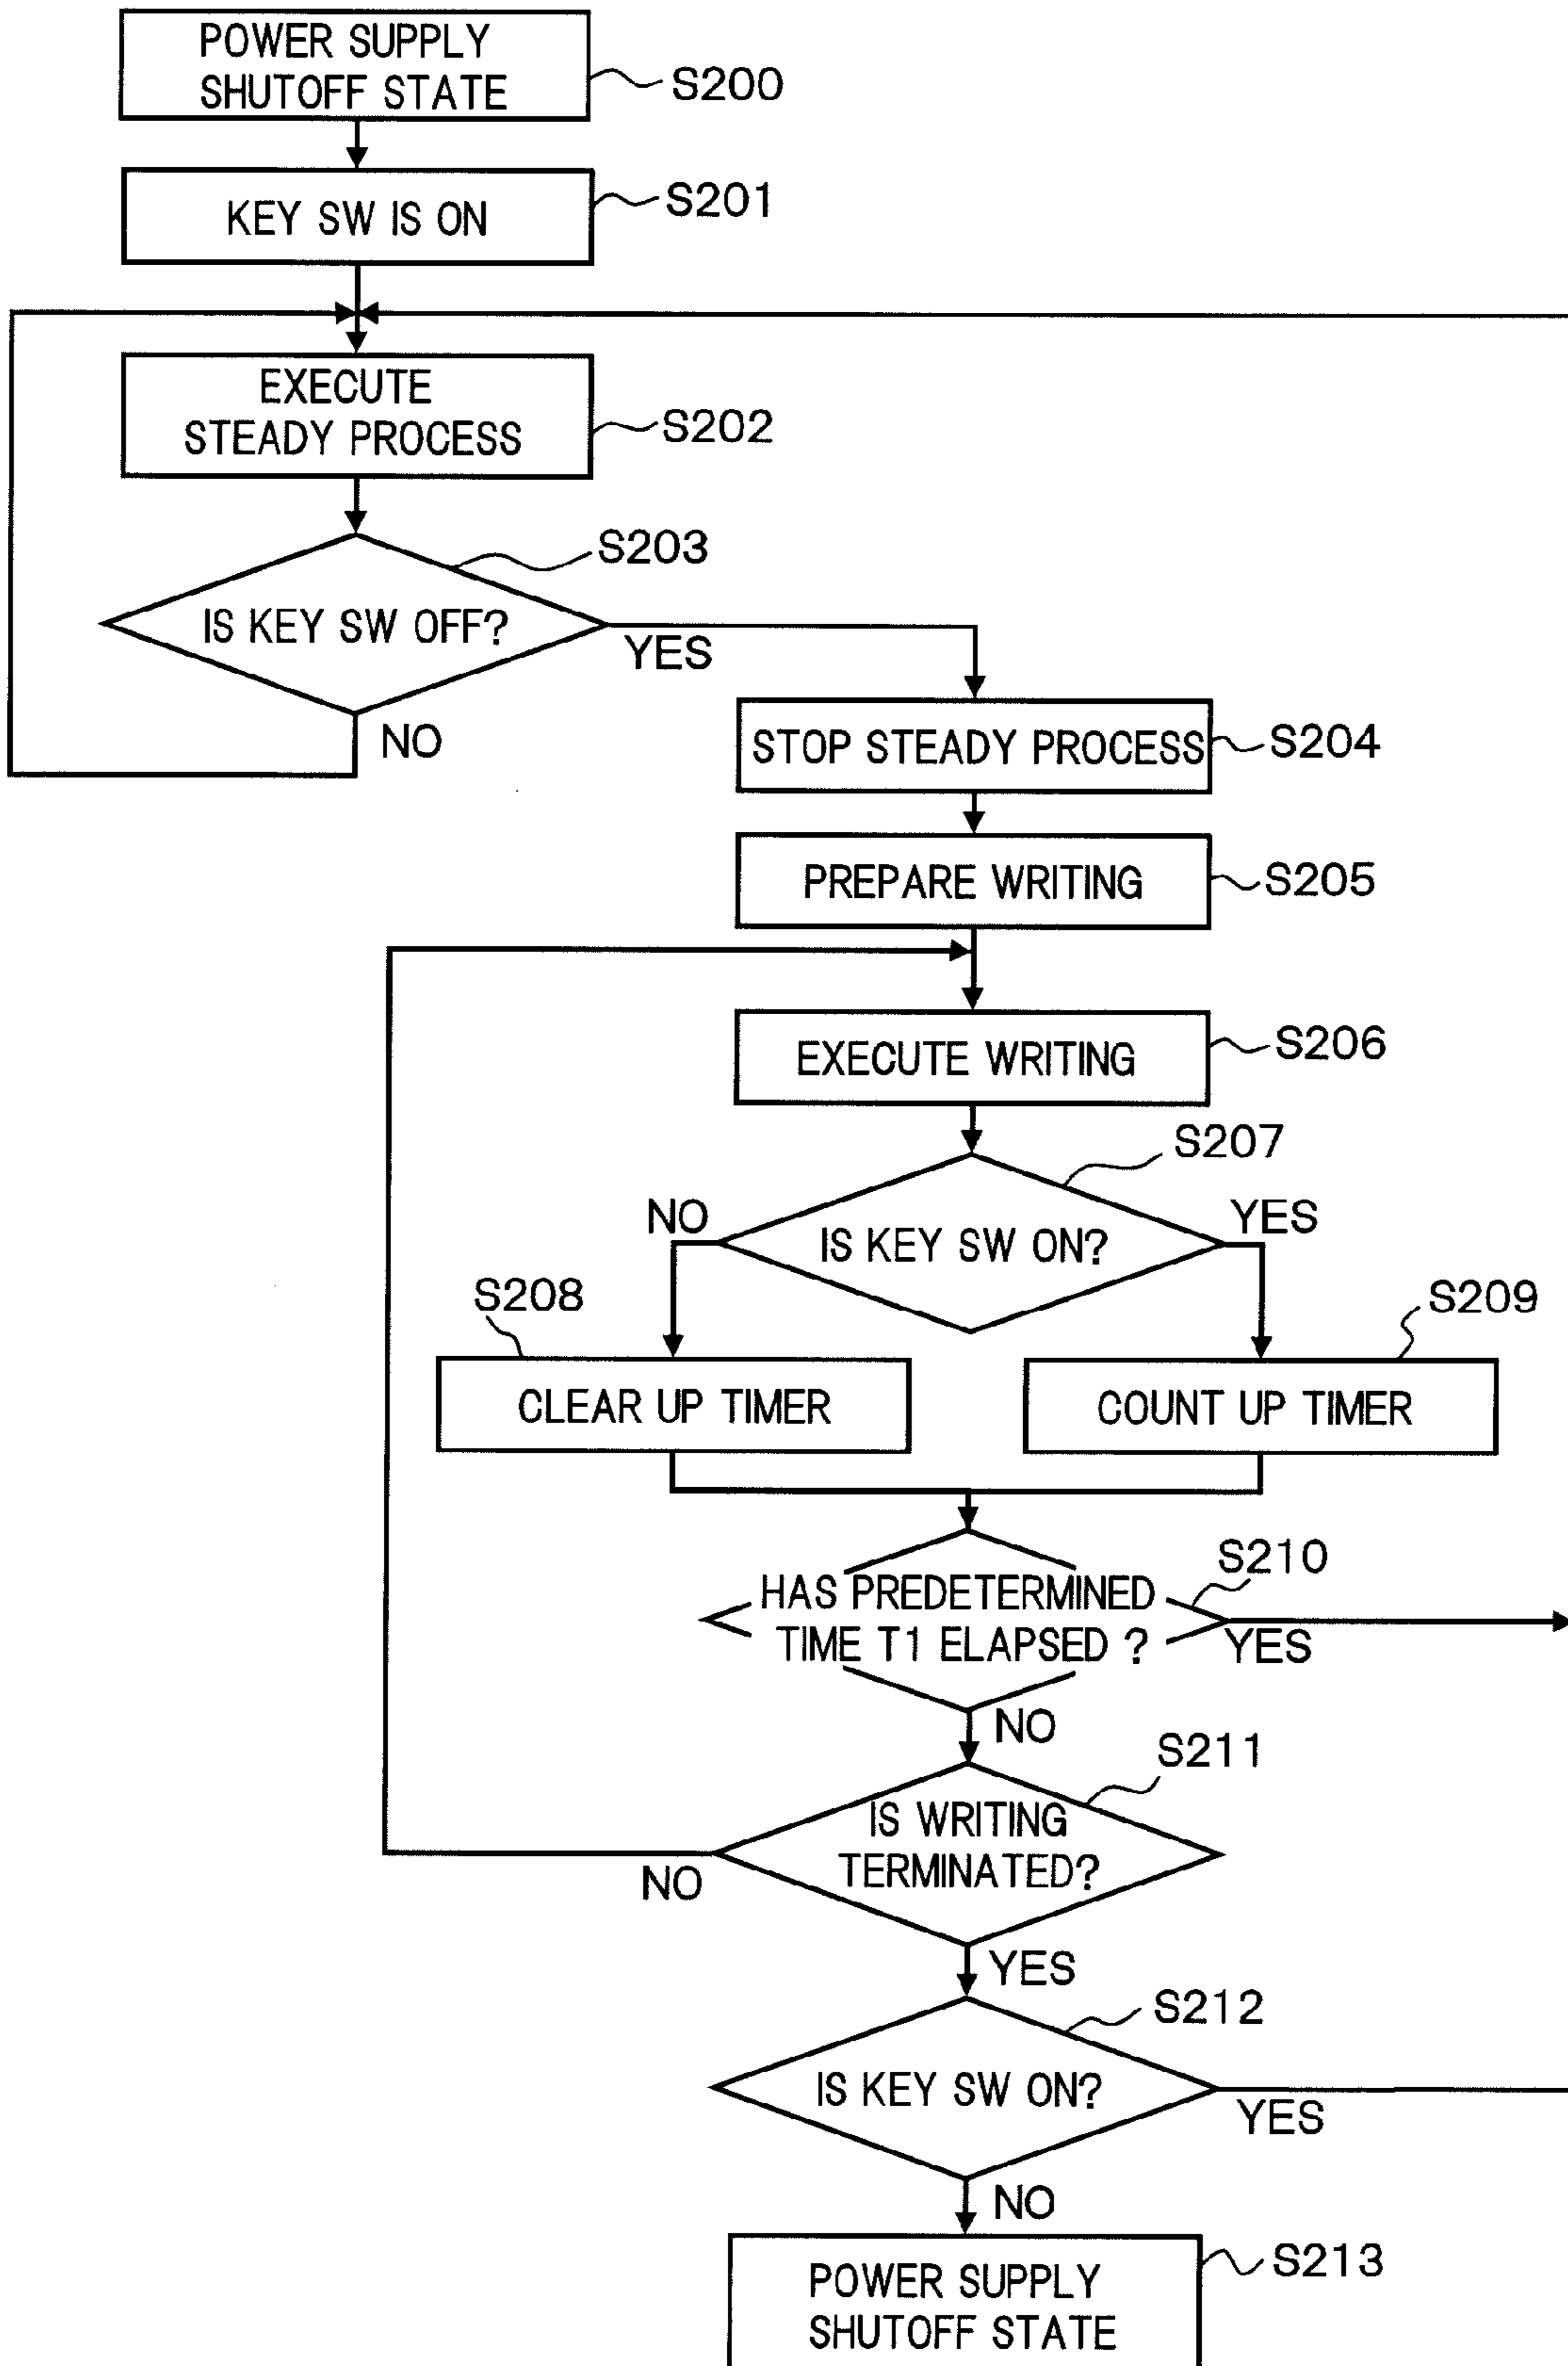 POWER SUPPLY
SHUTOFF STATE
S200
KEY SW IS ON
S201
EXECUTE
STEADY PROCESS
S202
S203
IS KEY SW OFF?
YES
NO
STOP STEADY PROCESS
S204
PREPARE WRITING
S205
EXECUTE WRITING
S206
S207
NO
YES
IS KEY SW ON?
S208
S209
CLEAR UP TIMER
COUNT UP TIMER
S210
HAS PREDETERMINED
TIME T1 ELAPSED ?
YES
NO
S211
IS WRITING
TERMINATED?
NO
YES
S212
IS KEY SW ON?
YES
NO
S213
POWER SUPPLY
SHUTOFF STATE